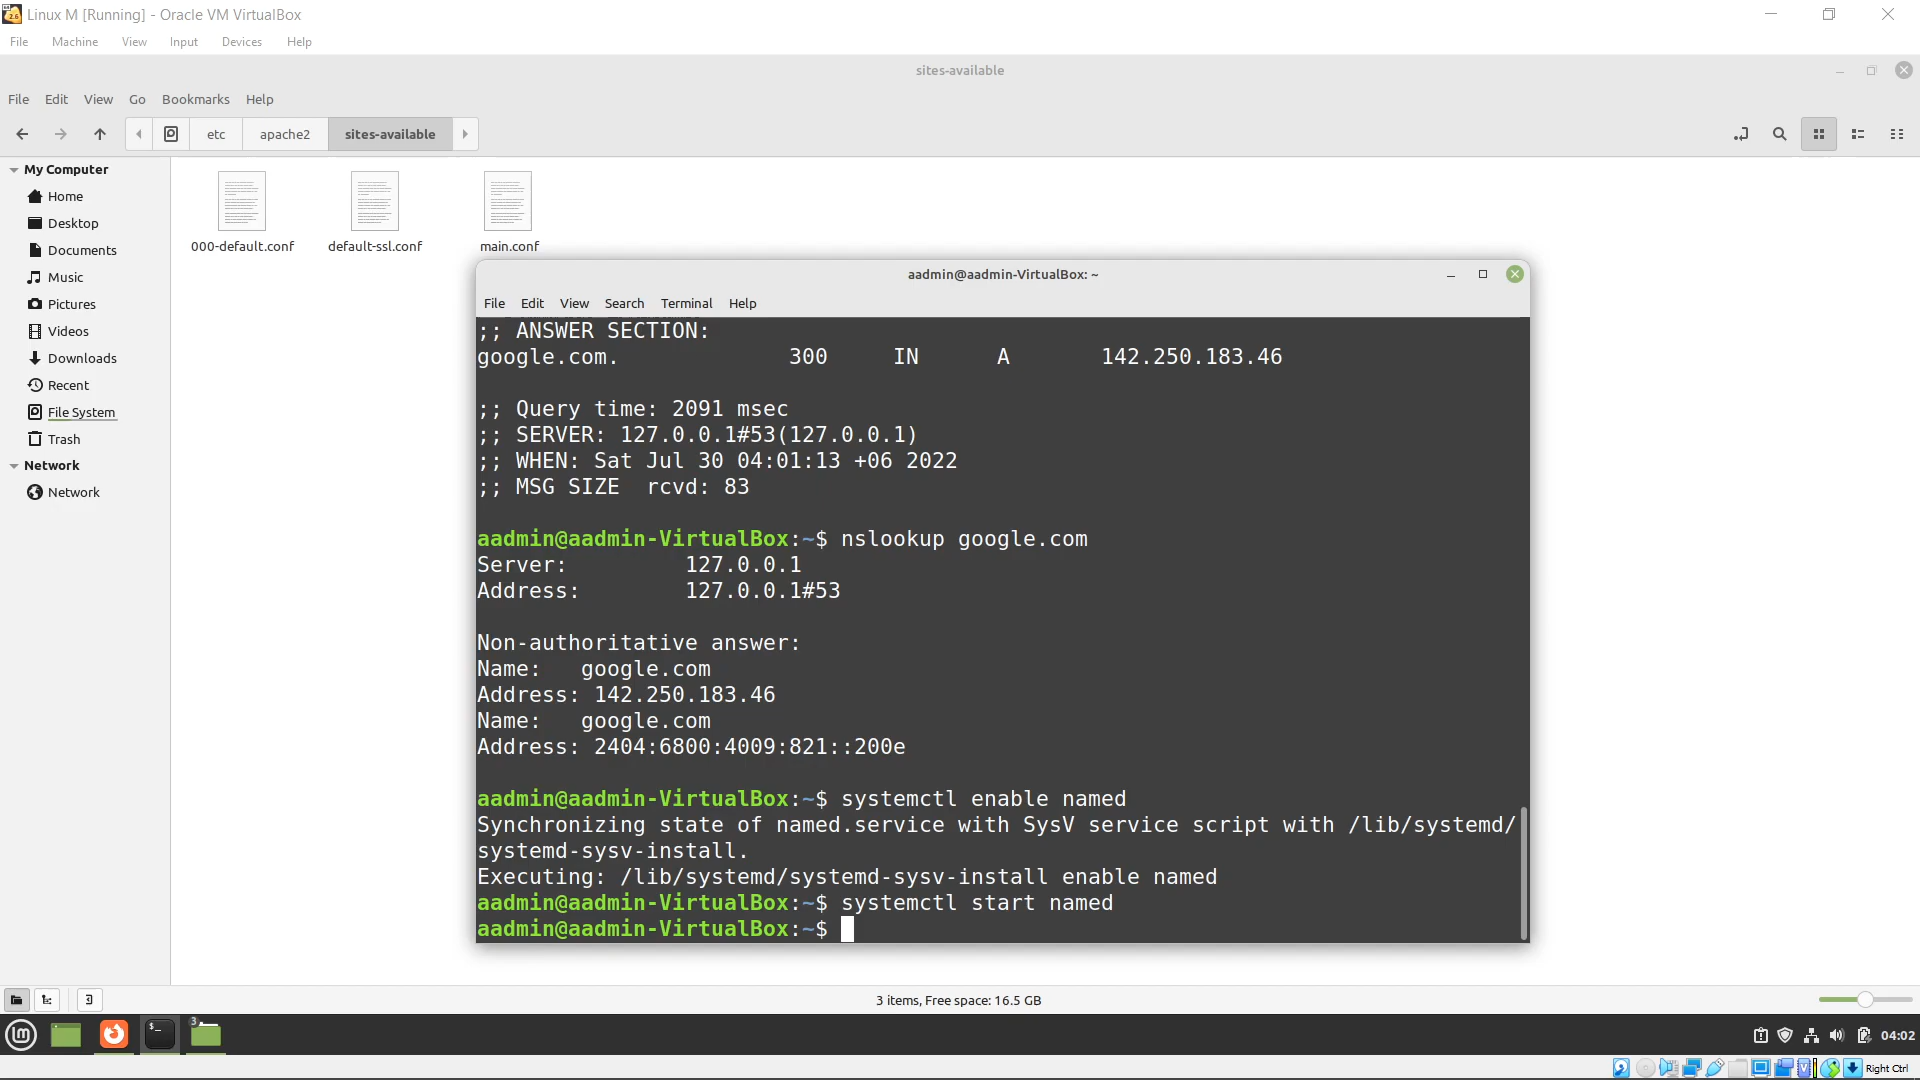 Linux M [Running] - Oracle VM VirtualBox
File Machine View Input Devices Help
sites-available
File Edit View Go Bookmarks Help
etc apache2 sites-available
My Computer
Home
Desktop
Documents
Music
Pictures
Videos
Downloads
Recent
File System
Trash
Network
Network
000-default.conf default-ssl.conf main.conf
aadmin@aadmin-VirtualBox: ~
File Edit View Search Terminal Help
;; ANSWER SECTION:
google.com. 300 IN A 142.250.183.46
;; Query time: 2091 msec
;; SERVER: 127.0.0.1#53(127.0.0.1)
;; WHEN: Sat Jul 30 04:01:13 +06 2022
;; MSG SIZE  rcvd: 83
aadmin@aadmin-VirtualBox:~$ nslookup google.com
Server: 127.0.0.1
Address: 127.0.0.1#53
Non-authoritative answer:
Name: google.com
Address: 142.250.183.46
Name: google.com
Address: 2404:6800:4009:821::200e
aadmin@aadmin-VirtualBox:~$ systemctl enable named
Synchronizing state of named.service with SysV service script with /lib/systemd/
systemd-sysv-install.
Executing: /lib/systemd/systemd-sysv-install enable named
aadmin@aadmin-VirtualBox:~$ systemctl start named
aadmin@aadmin-VirtualBox:~$
3 items, Free space: 16.5 GB
3
04:02
Right Ctrl